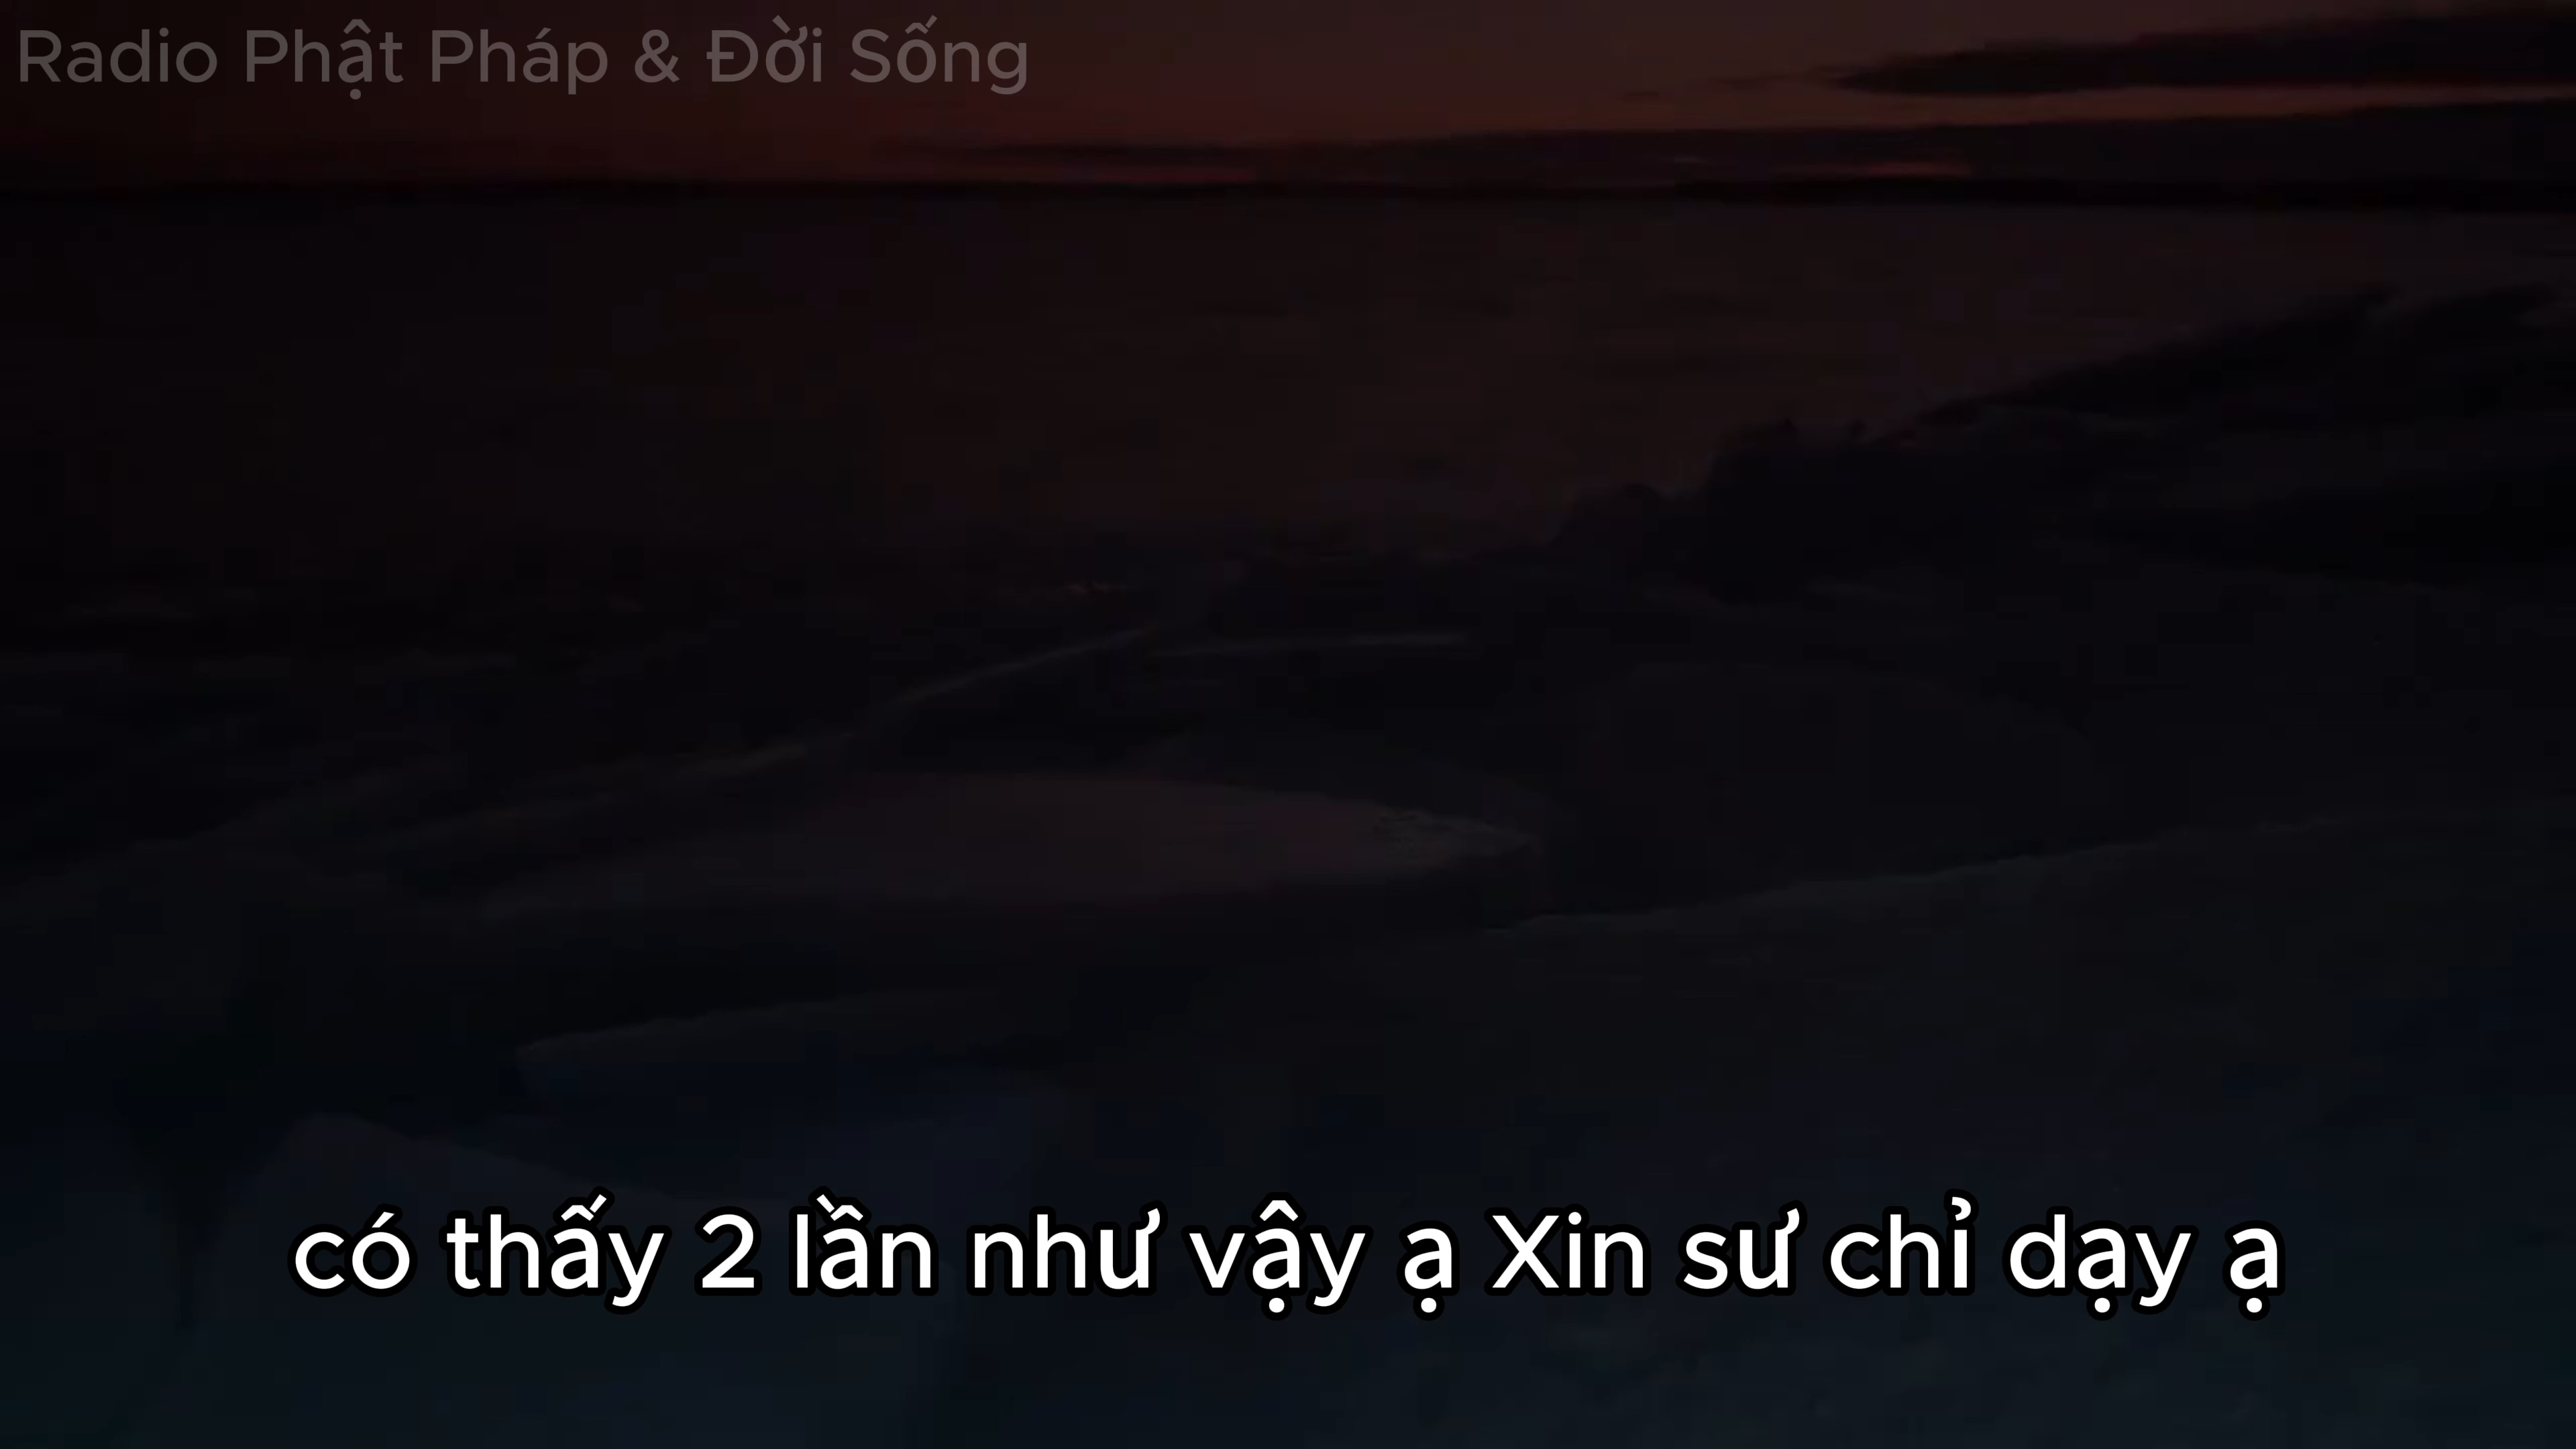 Radio Phật Pháp & Đời Sống
có thấy 2 lần như vậy ạ Xin sư chỉ dạy ạ